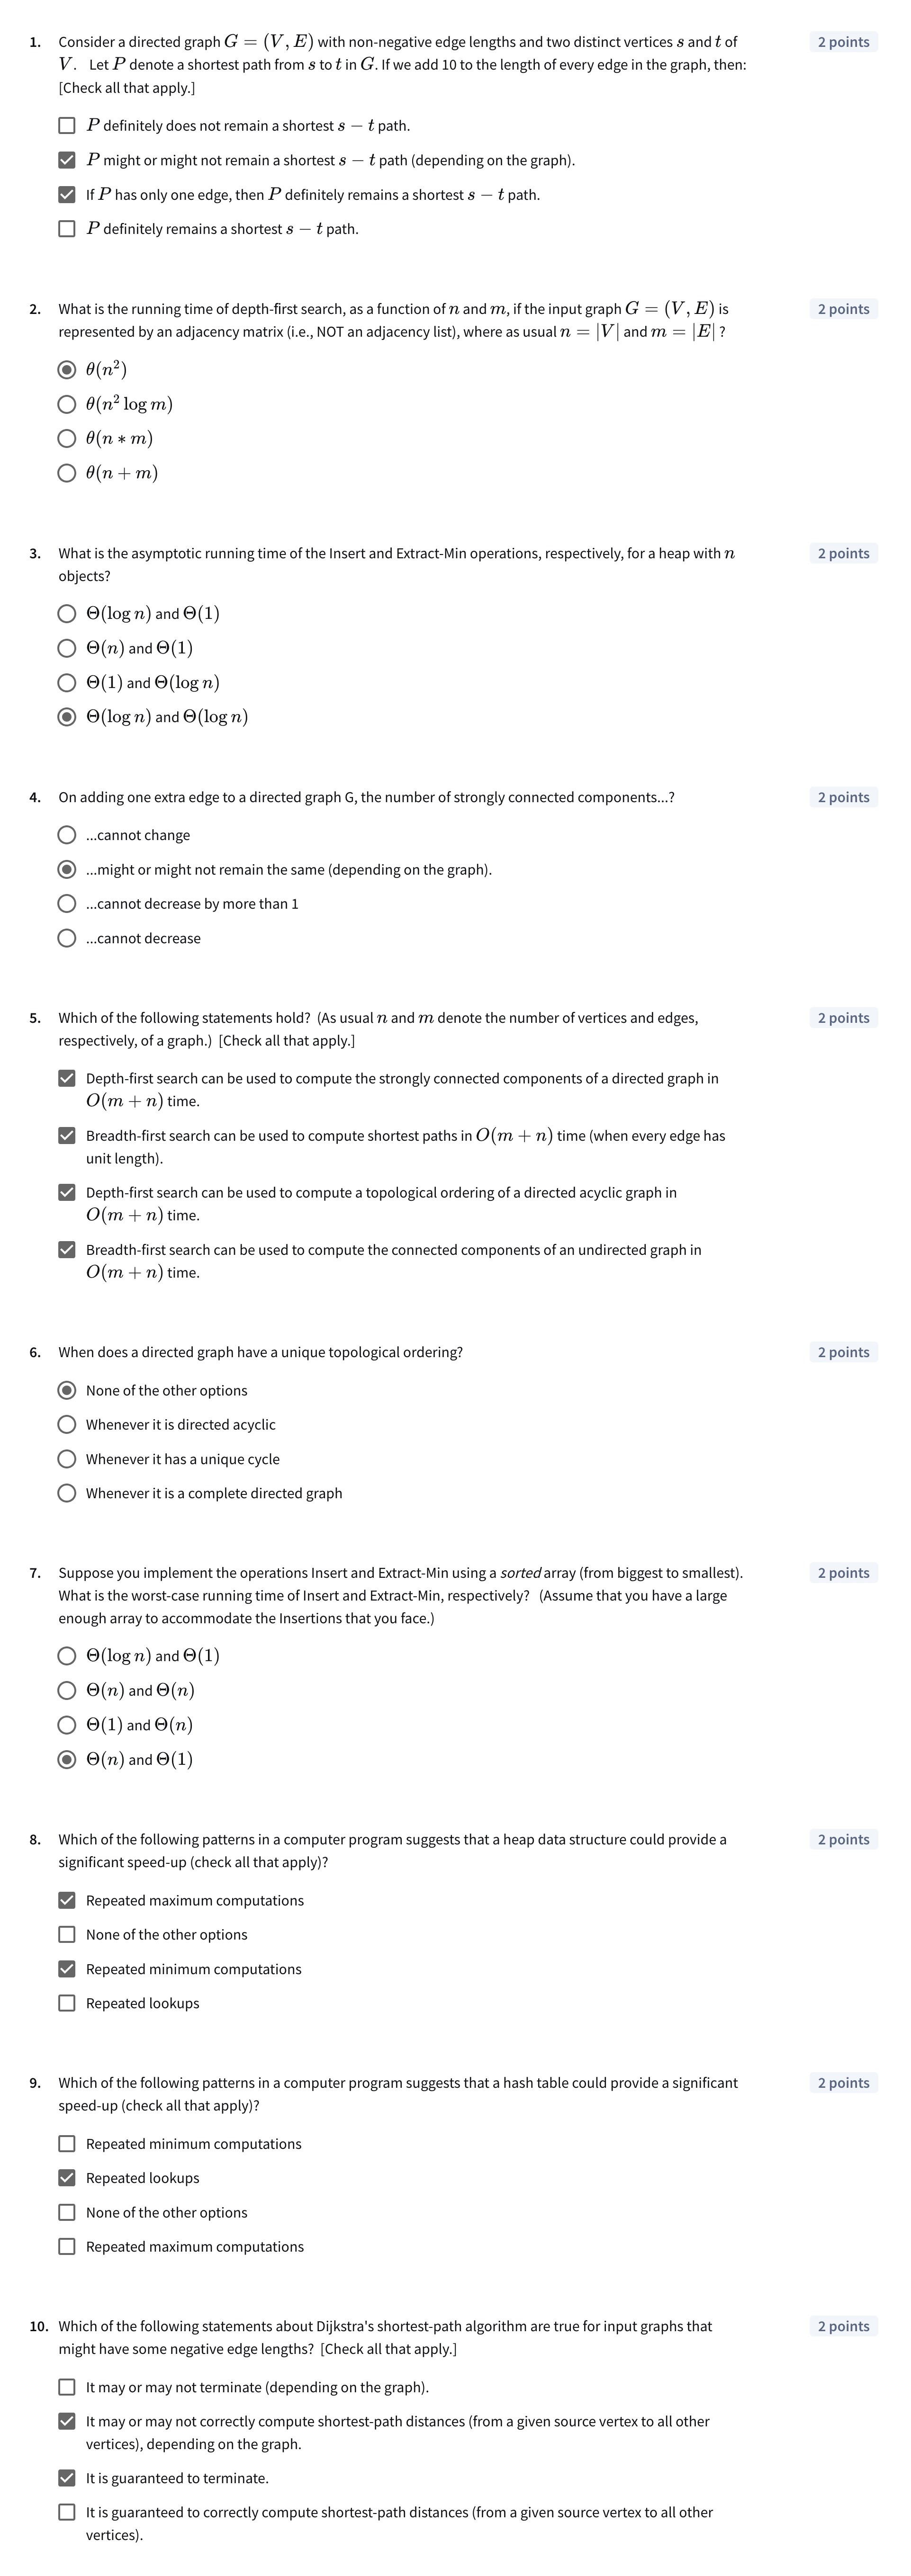 1. Consider a directed graph G = (V, E) with non-negative edge lengths and two distinct vertices s and t of 2 points
V. Let P denote a shortest path from s to t in G. If we add 10 to the length of every edge in the graph, then:
[Check all that apply.]
P definitely does not remain a shortest s − t path.
P might or might not remain a shortest s − t path (depending on the graph).
If P has only one edge, then P definitely remains a shortest s − t path.
P definitely remains a shortest s − t path.
2. What is the running time of depth-first search, as a function of n and m, if the input graph G = (V, E) is 2 points
represented by an adjacency matrix (i.e., NOT an adjacency list), where as usual n = |V| and m = |E| ?
θ(n²)
θ(n² log m)
θ(n ∗ m)
θ(n + m)
3. What is the asymptotic running time of the Insert and Extract-Min operations, respectively, for a heap with n 2 points
objects?
Θ(log n) and Θ(1)
Θ(n) and Θ(1)
Θ(1) and Θ(log n)
Θ(log n) and Θ(log n)
4. On adding one extra edge to a directed graph G, the number of strongly connected components...? 2 points
...cannot change
...might or might not remain the same (depending on the graph).
...cannot decrease by more than 1
...cannot decrease
5. Which of the following statements hold? (As usual n and m denote the number of vertices and edges, 2 points
respectively, of a graph.) [Check all that apply.]
Depth-first search can be used to compute the strongly connected components of a directed graph in
O(m + n) time.
Breadth-first search can be used to compute shortest paths in O(m + n) time (when every edge has
unit length).
Depth-first search can be used to compute a topological ordering of a directed acyclic graph in
O(m + n) time.
Breadth-first search can be used to compute the connected components of an undirected graph in
O(m + n) time.
6. When does a directed graph have a unique topological ordering? 2 points
None of the other options
Whenever it is directed acyclic
Whenever it has a unique cycle
Whenever it is a complete directed graph
7. Suppose you implement the operations Insert and Extract-Min using a sorted array (from biggest to smallest). 2 points
What is the worst-case running time of Insert and Extract-Min, respectively? (Assume that you have a large
enough array to accommodate the Insertions that you face.)
Θ(log n) and Θ(1)
Θ(n) and Θ(n)
Θ(1) and Θ(n)
Θ(n) and Θ(1)
8. Which of the following patterns in a computer program suggests that a heap data structure could provide a 2 points
significant speed-up (check all that apply)?
Repeated maximum computations
None of the other options
Repeated minimum computations
Repeated lookups
9. Which of the following patterns in a computer program suggests that a hash table could provide a significant 2 points
speed-up (check all that apply)?
Repeated minimum computations
Repeated lookups
None of the other options
Repeated maximum computations
10. Which of the following statements about Dijkstra's shortest-path algorithm are true for input graphs that 2 points
might have some negative edge lengths? [Check all that apply.]
It may or may not terminate (depending on the graph).
It may or may not correctly compute shortest-path distances (from a given source vertex to all other
vertices), depending on the graph.
It is guaranteed to terminate.
It is guaranteed to correctly compute shortest-path distances (from a given source vertex to all other
vertices).